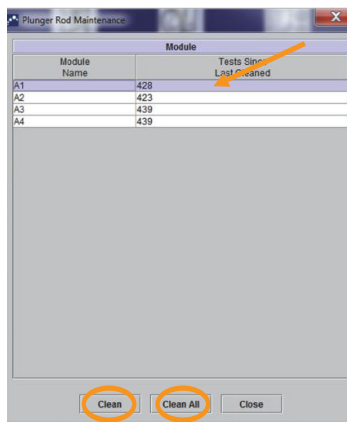 Plunger Rod Maintenance
Module
Module Name
Tests Since Last Cleaned
A1 428
A2 423
A3 439
A4 439
Clean Clean All Close